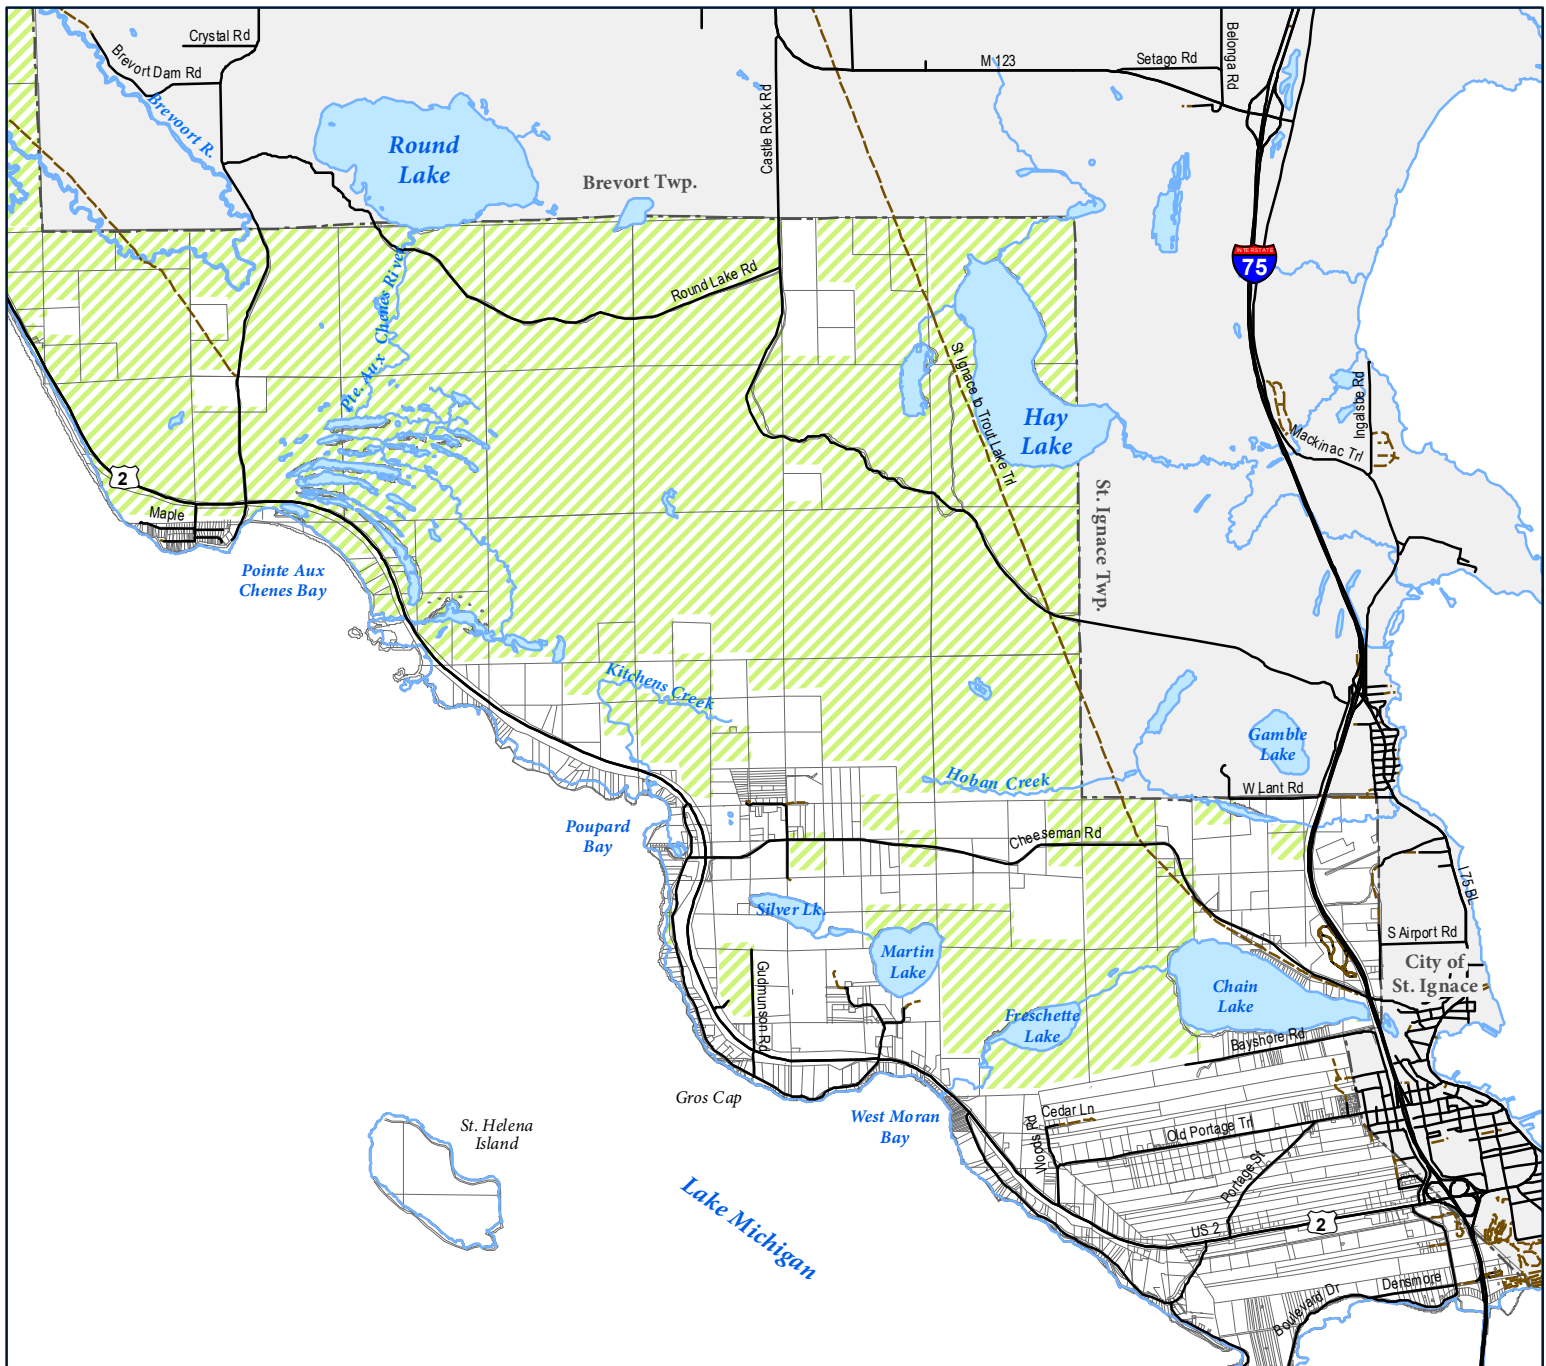 Crystal Rd
Brevort Dam Rd
Brevoort R.
Round
Lake
Brevort Twp.
Castle Rock Rd
M 123
Setago Rd
Belonga Rd
INTERSTATE
75
Pte. Aux Chenes River
Round Lake Rd
St Ignace to Trout Lake Trl
Hay
Lake
Ingalsbe Rd
Mackinac Trl
2
Maple
St. Ignace Twp.
Pointe Aux
Chenes Bay
Kitchens Creek
Gamble
Lake
Hoban Creek
W Lant Rd
Poupard
Bay
Cheeseman Rd
I 75 BL
Silver Lk.
S Airport Rd
Martin
Lake
City of
St. Ignace
Gudmunson Rd
Chain
Lake
Freschette
Lake
Bayshore Rd
Gros Cap
West Moran
Bay
Cedar Ln
Woods Rd
Old Portage Trl
St. Helena
Island
Portage St
Lake Michigan
US 2
2
Densmore
Boulevard Dr